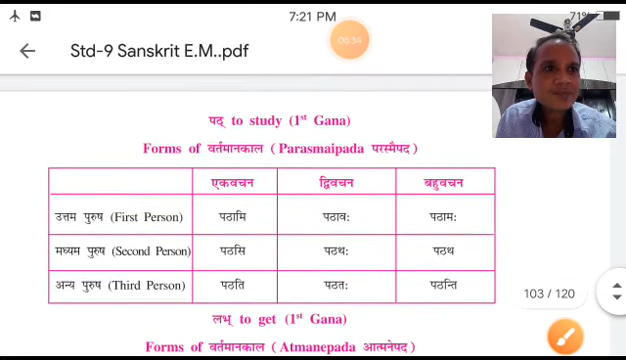 7:21 PM
71%
Std-9 Sanskrit E.M..pdf
06:34
पठ् to study (1st Gana)
Forms of वर्तमानकाल ( Parasmaipada परस्मैपद )
एकवचन द्विवचन बहुवचन
उत्तम पुरुष (First Person) पठामि पठावः पठामः
मध्यम पुरुष (Second Person) पठसि पठथः पठथ
अन्य पुरुष (Third Person) पठति पठतः पठन्ति
103 / 120
लभ् to get (1st Gana)
Forms of वर्तमानकाल ( Atmanepada आत्मनेपद )